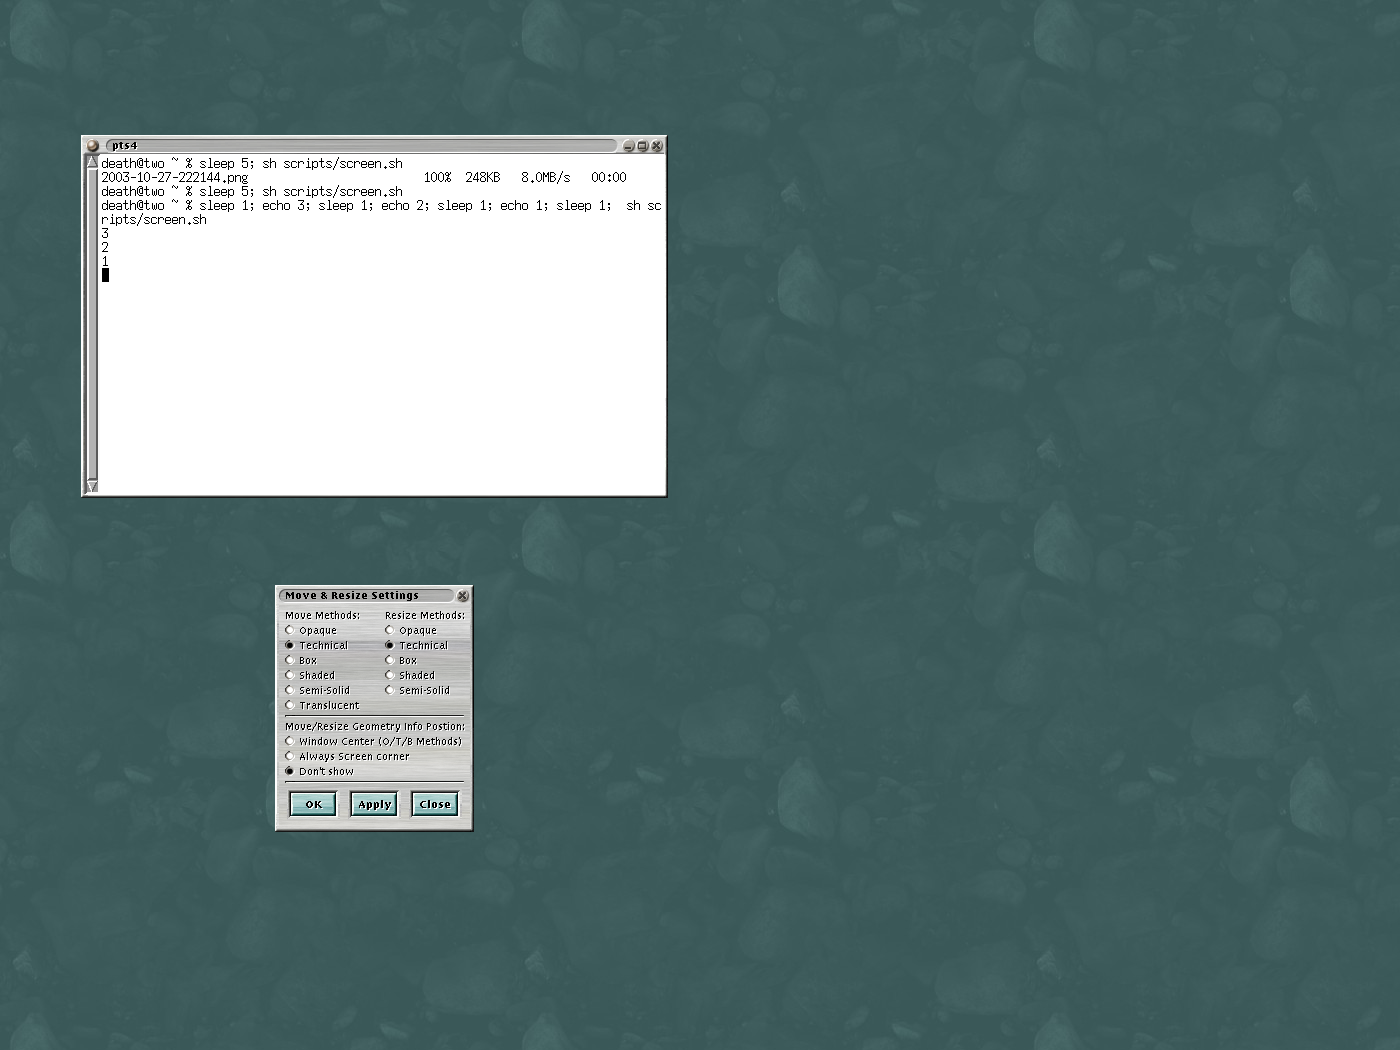 pts4
death@two ~ % sleep 5; sh scripts/screen.sh
2003-10-27-222144.png 100% 248KB 8.0MB/s 00:00
death@two ~ % sleep 5; sh scripts/screen.sh
death@two ~ % sleep 1; echo 3; sleep 1; echo 2; sleep 1; echo 1; sleep 1;  sh sc
ripts/screen.sh
3
2
1
Move & Resize Settings
Move Methods: Resize Methods:
Opaque Opaque
Technical Technical
Box Box
Shaded Shaded
Semi-Solid Semi-Solid
Translucent
Move/Resize Geometry Info Postion:
Window Center (O/T/B Methods)
Always Screen corner
Don't show
OK Apply Close